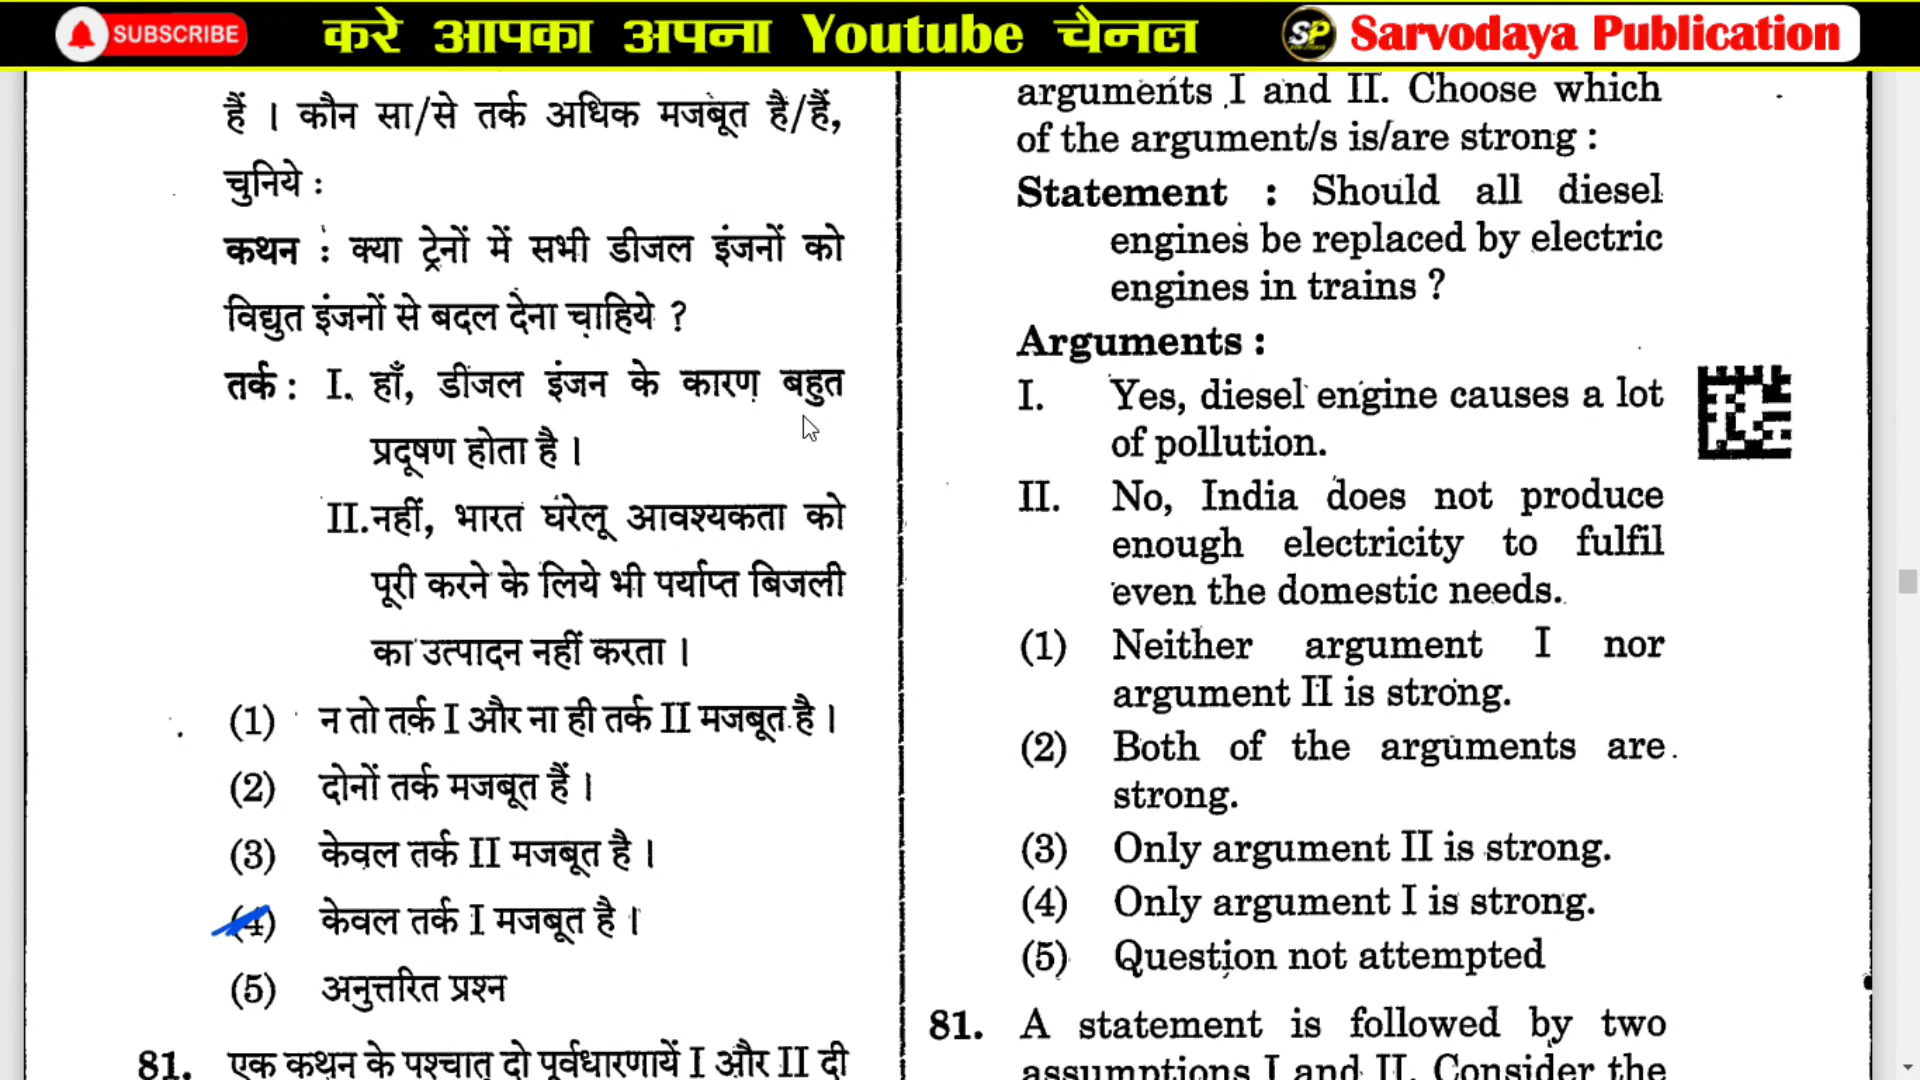 SUBSCRIBE
करे आपका अपना Youtube चैनल
SP
Sarvodaya Publication
हैं । कौन सा/से तर्क अधिक मजबूत है/हैं,
चुनिये :
कथन : क्या ट्रेनों में सभी डीजल इंजनों को
विद्युत इंजनों से बदल देना चाहिये ?
तर्क : I. हाँ, डीजल इंजन के कारण बहुत
प्रदूषण होता है ।
II. नहीं, भारत घरेलू आवश्यकता को
पूरी करने के लिये भी पर्याप्त बिजली
का उत्पादन नहीं करता ।
(1) न तो तर्क I और ना ही तर्क II मजबूत है ।
(2) दोनों तर्क मजबूत हैं ।
(3) केवल तर्क II मजबूत है ।
(4) केवल तर्क I मजबूत है ।
(5) अनुत्तरित प्रश्न
81. एक कथन के पश्चात् दो पूर्वधारणायें I और II दी
arguments I and II. Choose which
of the argument/s is/are strong :
Statement : Should all diesel
engines be replaced by electric
engines in trains ?
Arguments :
I. Yes, diesel engine causes a lot
of pollution.
II. No, India does not produce
enough electricity to fulfil
even the domestic needs.
(1) Neither argument I nor
argument II is strong.
(2) Both of the arguments are
strong.
(3) Only argument II is strong.
(4) Only argument I is strong.
(5) Question not attempted
81. A statement is followed by two
assumptions I and II. Consider the